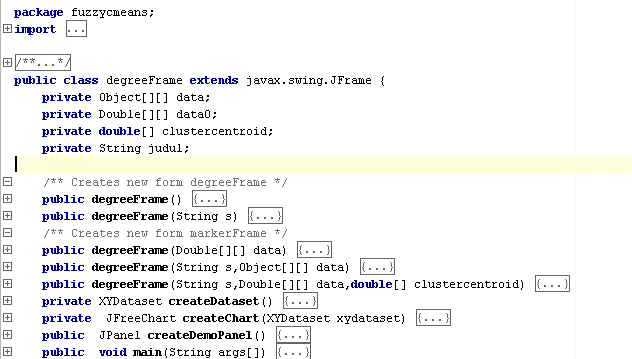 package fuzzycmeans;
import ...
/**...*/
public class degreeFrame extends javax.swing.JFrame {
private Object[][] data;
private Double[][] data0;
private double[] clustercentroid;
private String judul;
/** Creates new form degreeFrame */
public degreeFrame() {...}
public degreeFrame(String s) {...}
/** Creates new form markerFrame */
public degreeFrame(Double[][] data) {...}
public degreeFrame(String s,Object[][] data) {...}
public degreeFrame(String s,Double[][] data,double[] clustercentroid) {...}
private XYDataset createDataset() {...}
private JFreeChart createChart(XYDataset xydataset) {...}
public JPanel createDemoPanel() {...}
public void main(String args[]) {...}